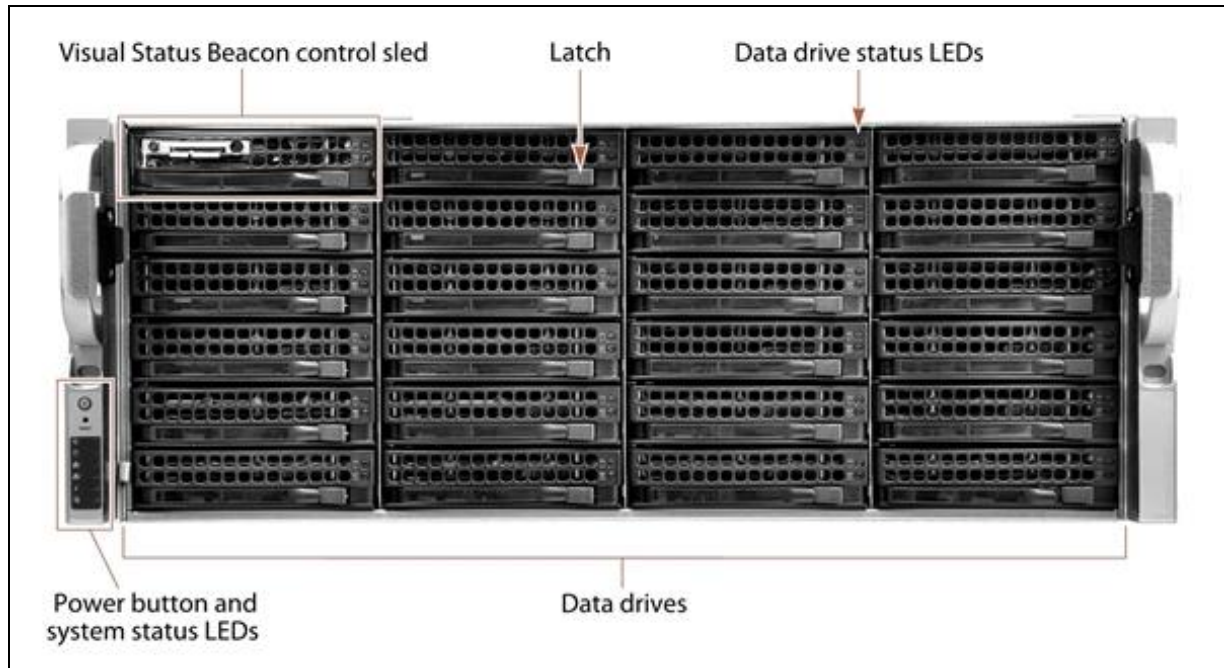 Visual Status Beacon control sled
Latch
Data drive status LEDs
Power button and
system status LEDs
Data drives